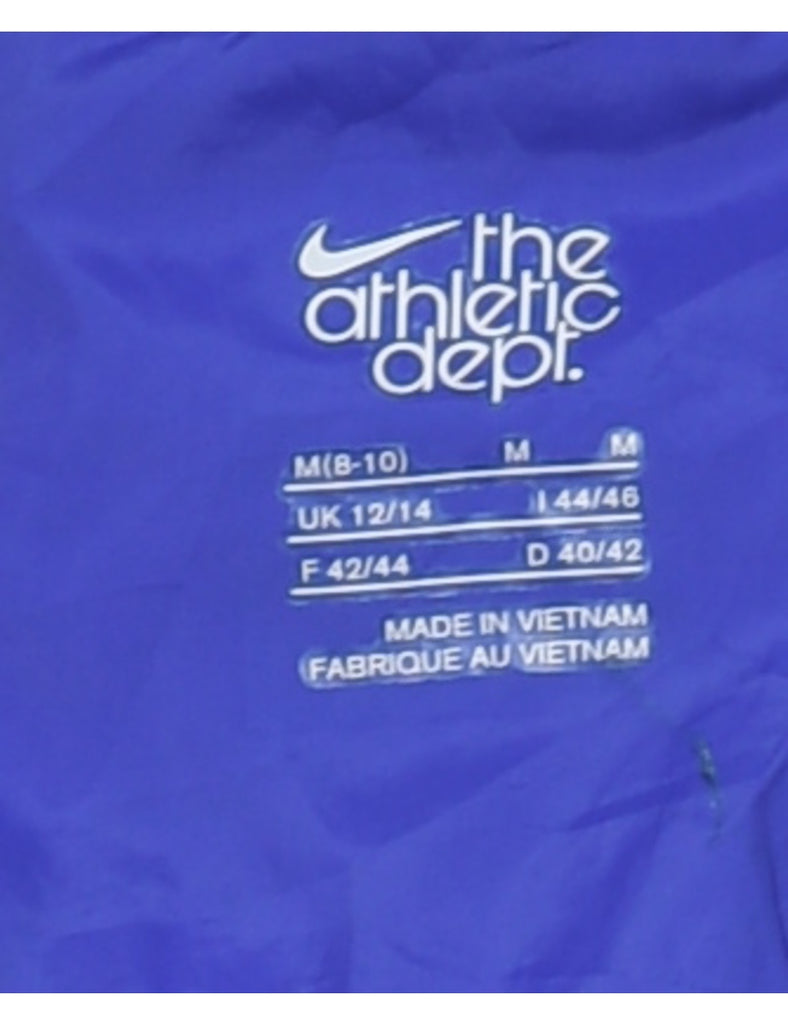 the
athletic
dept.
M(8-10) M M
UK 12/14 I 44/46
F 42/44 D 40/42
MADE IN VIETNAM
FABRIQUE AU VIETNAM